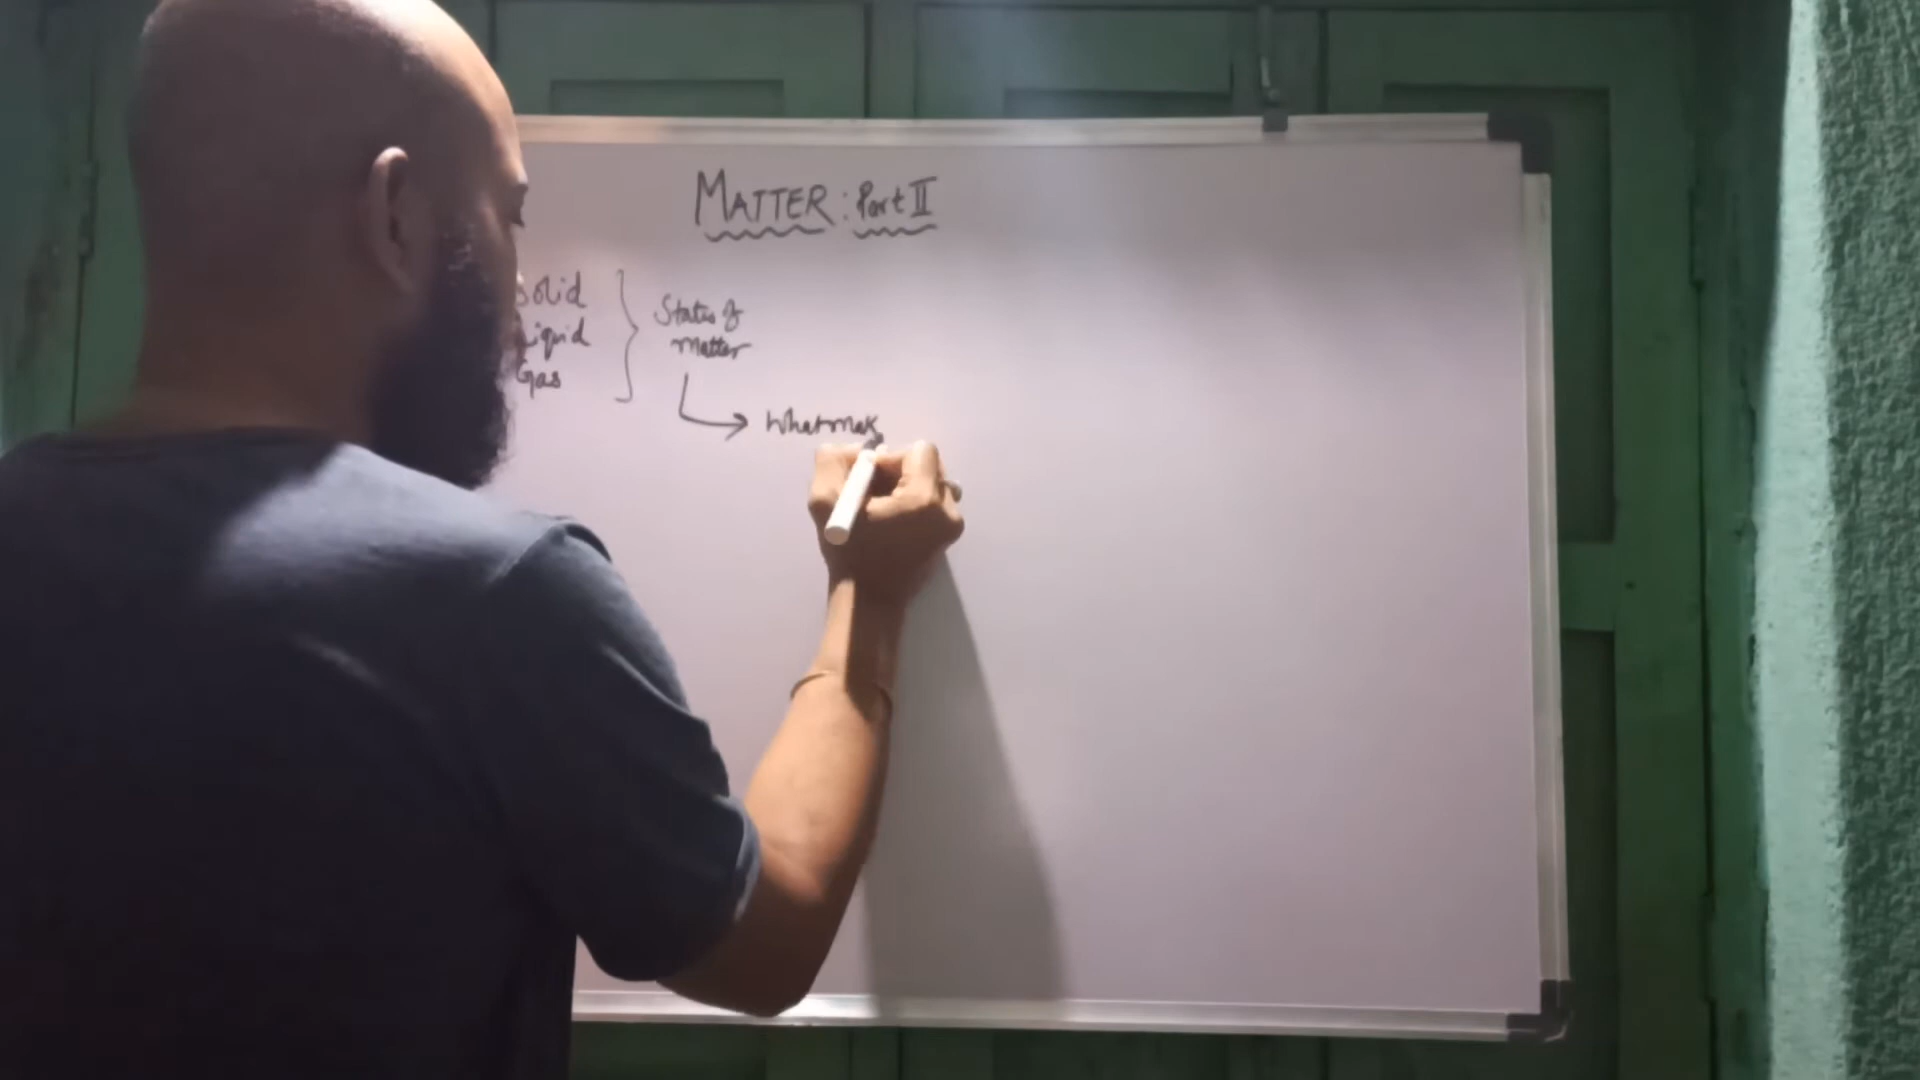 MATTER: Part II
Solid
Liquid
Gas
States of
matter
What mak